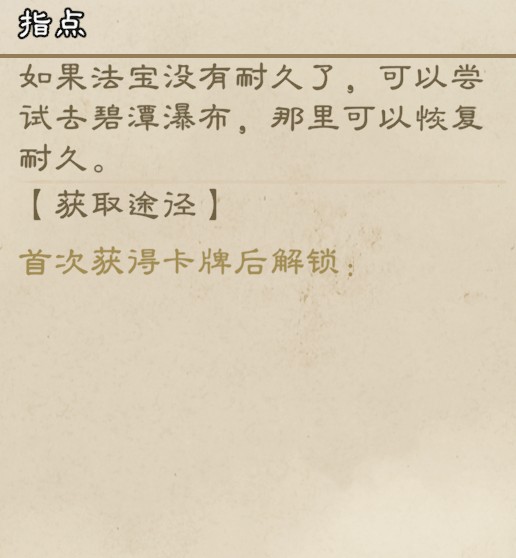 指点
如果法宝没有耐久了，可以尝
试去碧潭瀑布，那里可以恢复
耐久。
【获取途径】
首次获得卡牌后解锁：